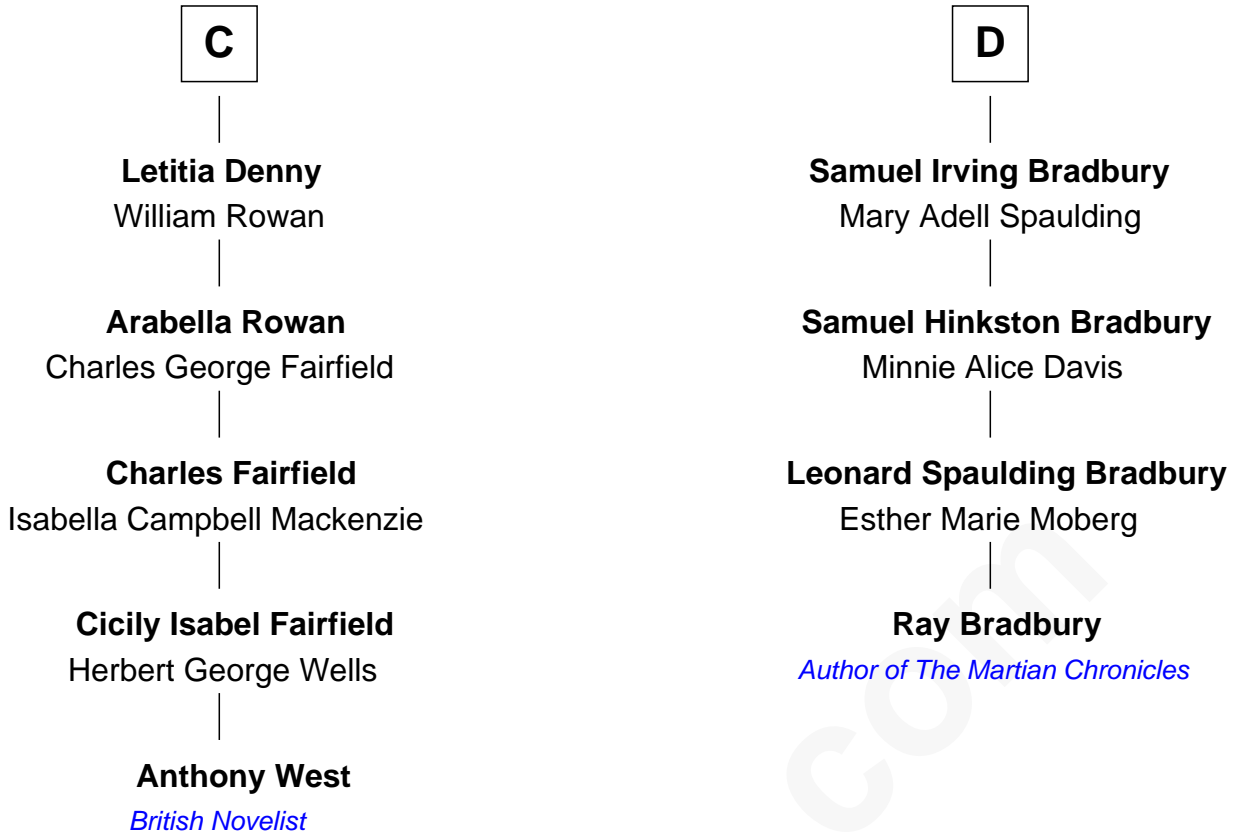 C
Letitia Denny
William Rowan
Arabella Rowan
Charles George Fairfield
Charles Fairfield
Isabella Campbell Mackenzie
Cicily Isabel Fairfield
Herbert George Wells
Anthony West
British Novelist
D
Samuel Irving Bradbury
Mary Adell Spaulding
Samuel Hinkston Bradbury
Minnie Alice Davis
Leonard Spaulding Bradbury
Esther Marie Moberg
Ray Bradbury
Author of The Martian Chronicles
com